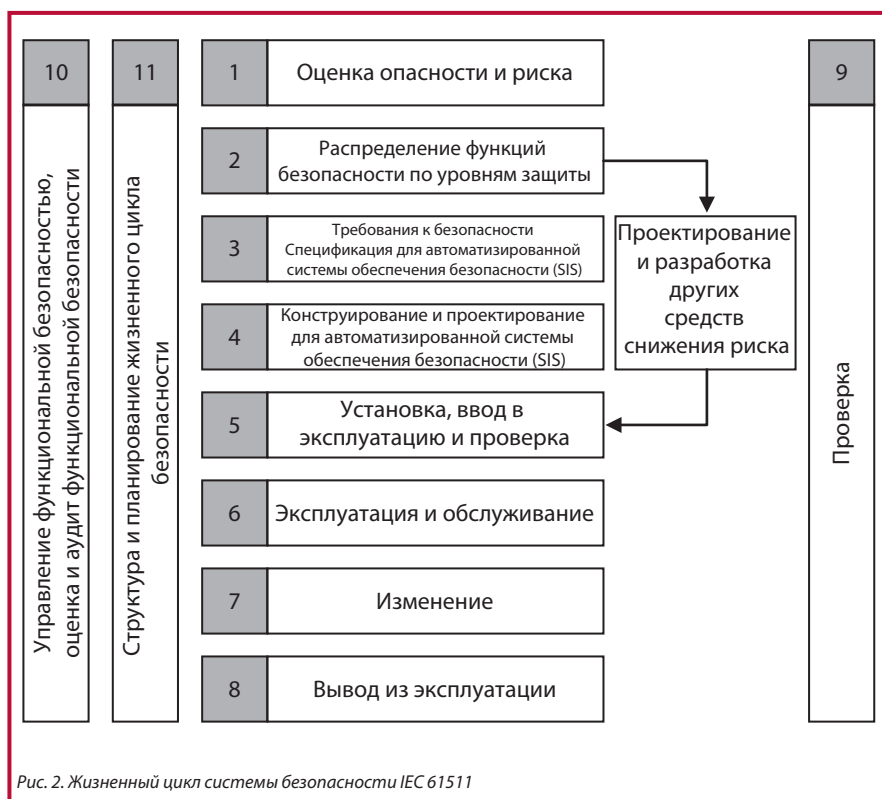 10
Управление функциональной безопасностью,
оценка и аудит функциональной безопасности
11
Структура и планирование жизненного цикла
безопасности
1
Оценка опасности и риска
2
Распределение функций
безопасности по уровням защиты
3
Требования к безопасности
Спецификация для автоматизированной
системы обеспечения безопасности (SIS)
4
Конструирование и проектирование
для автоматизированной системы
обеспечения безопасности (SIS)
5
Установка, ввод в
эксплуатацию и проверка
6
Эксплуатация и обслуживание
7
Изменение
8
Вывод из эксплуатации
Проектирование
и разработка
других
средств
снижения риска
9
Проверка
Рис. 2. Жизненный цикл системы безопасности IEC 61511